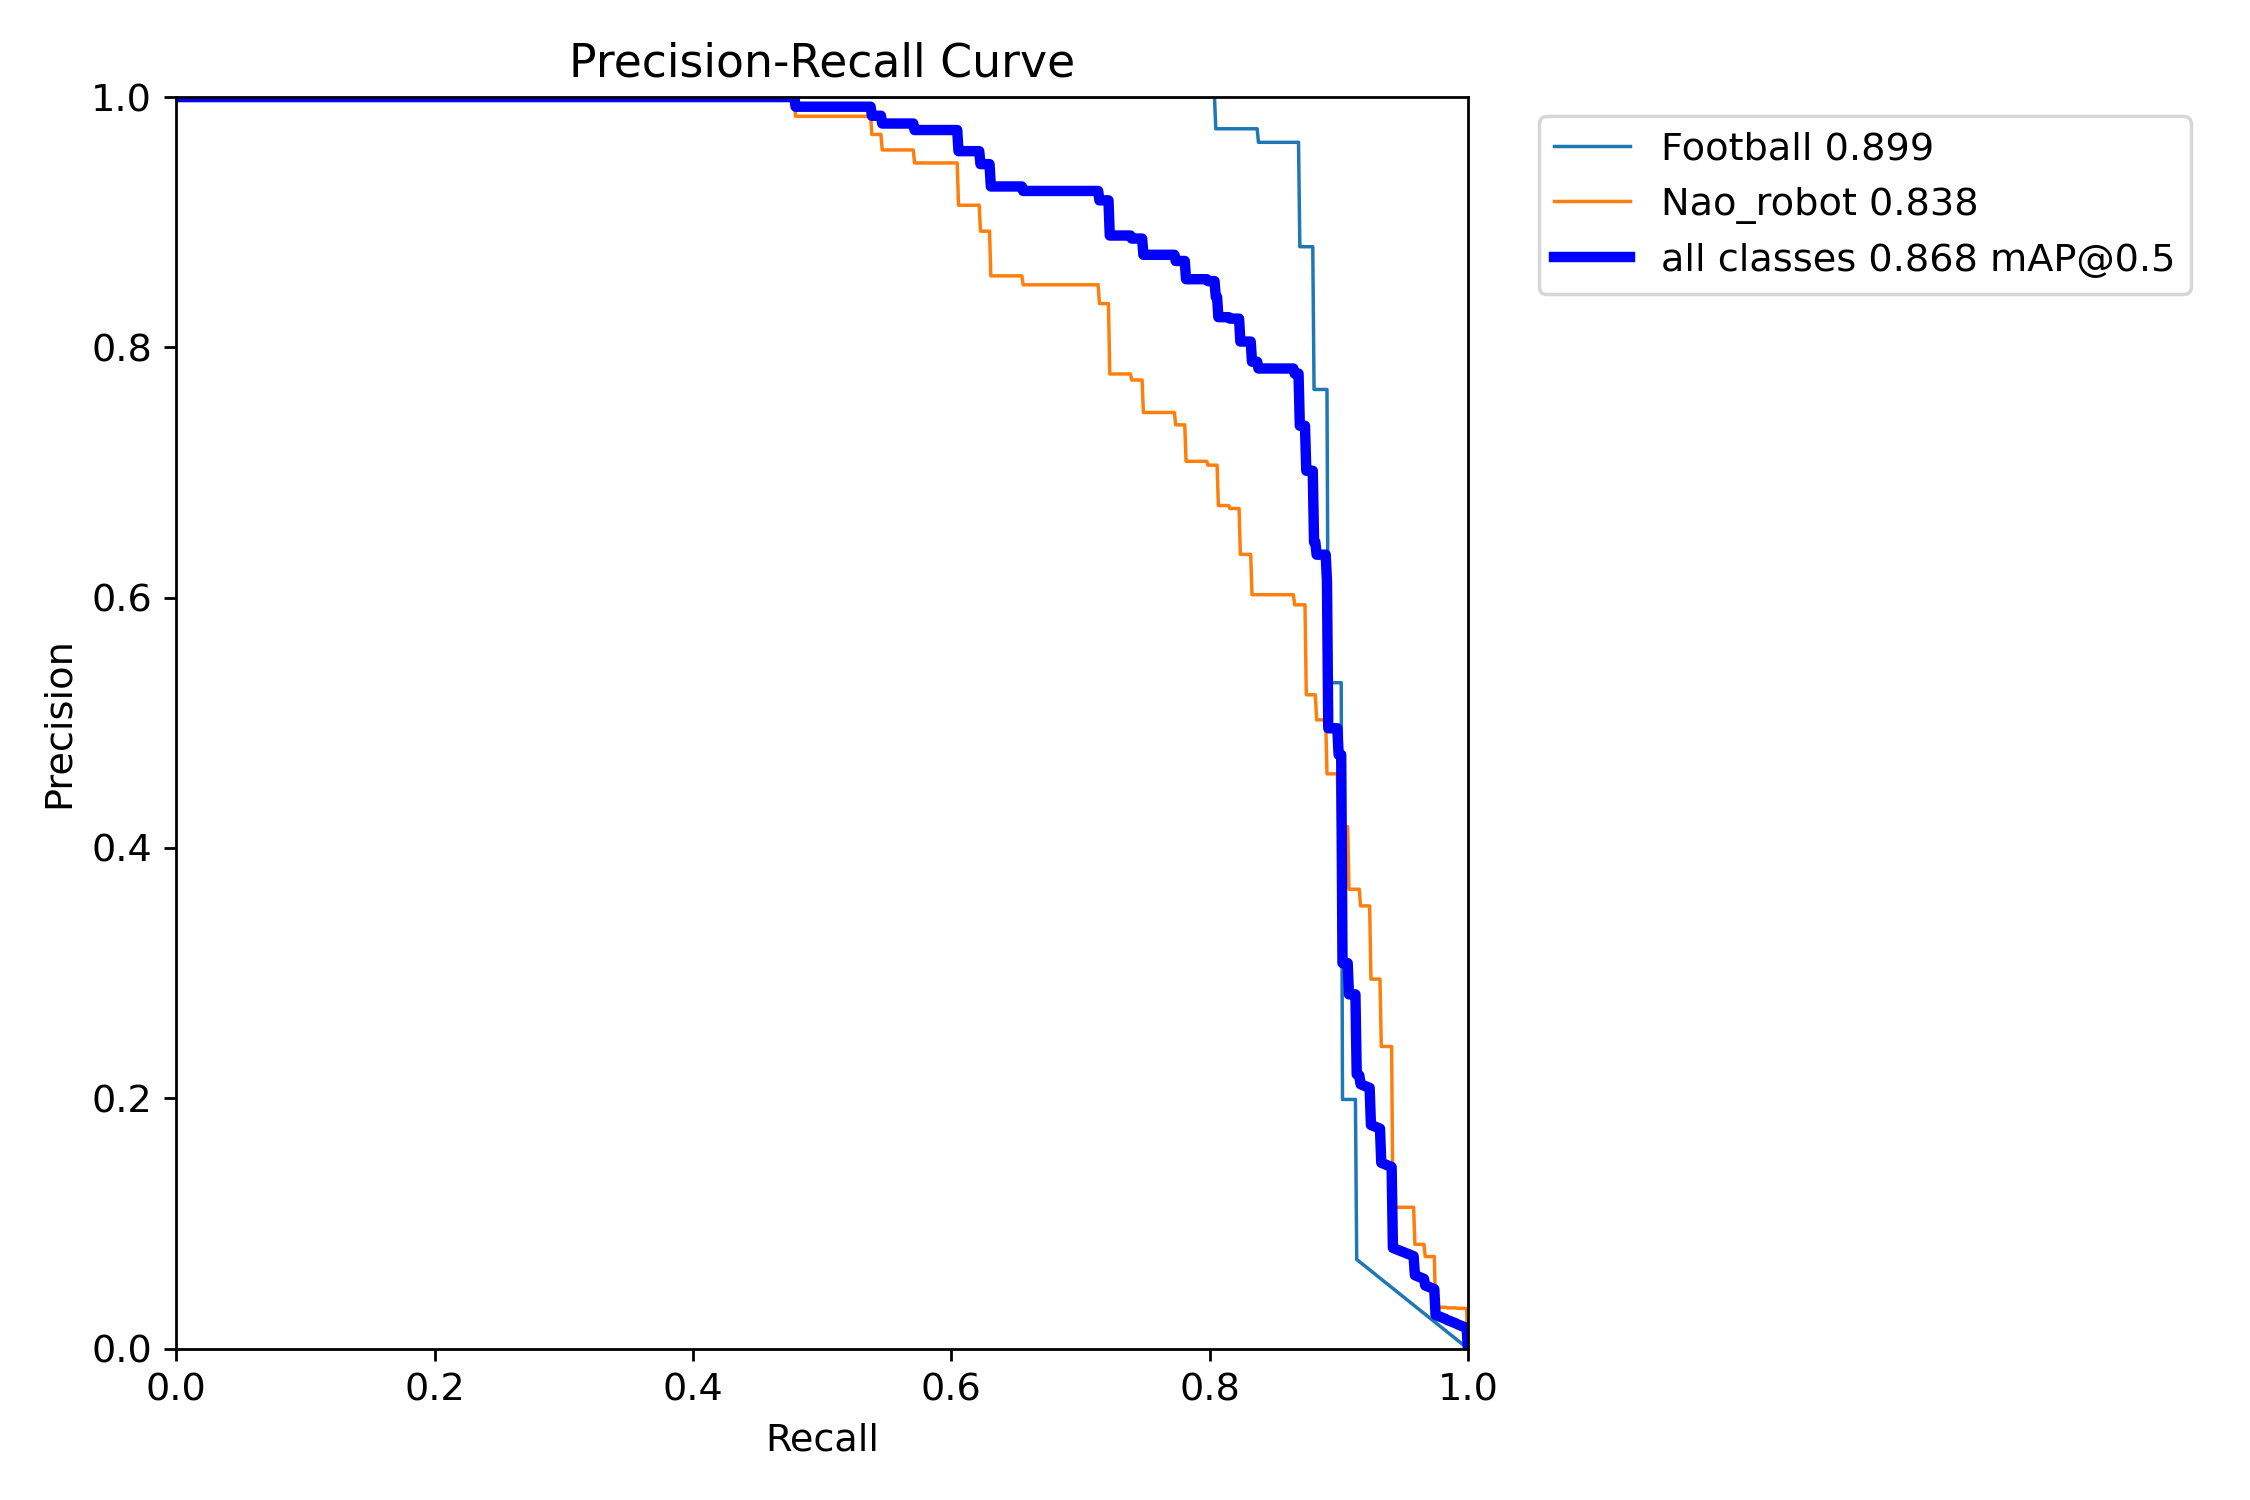 Precision-Recall Curve
1.0
0.8
0.6
0.4
0.2
0.0
Precision
0.0 0.2 0.4 0.6 0.8 1.0
Recall
Football 0.899
Nao_robot 0.838
all classes 0.868 mAP@0.5